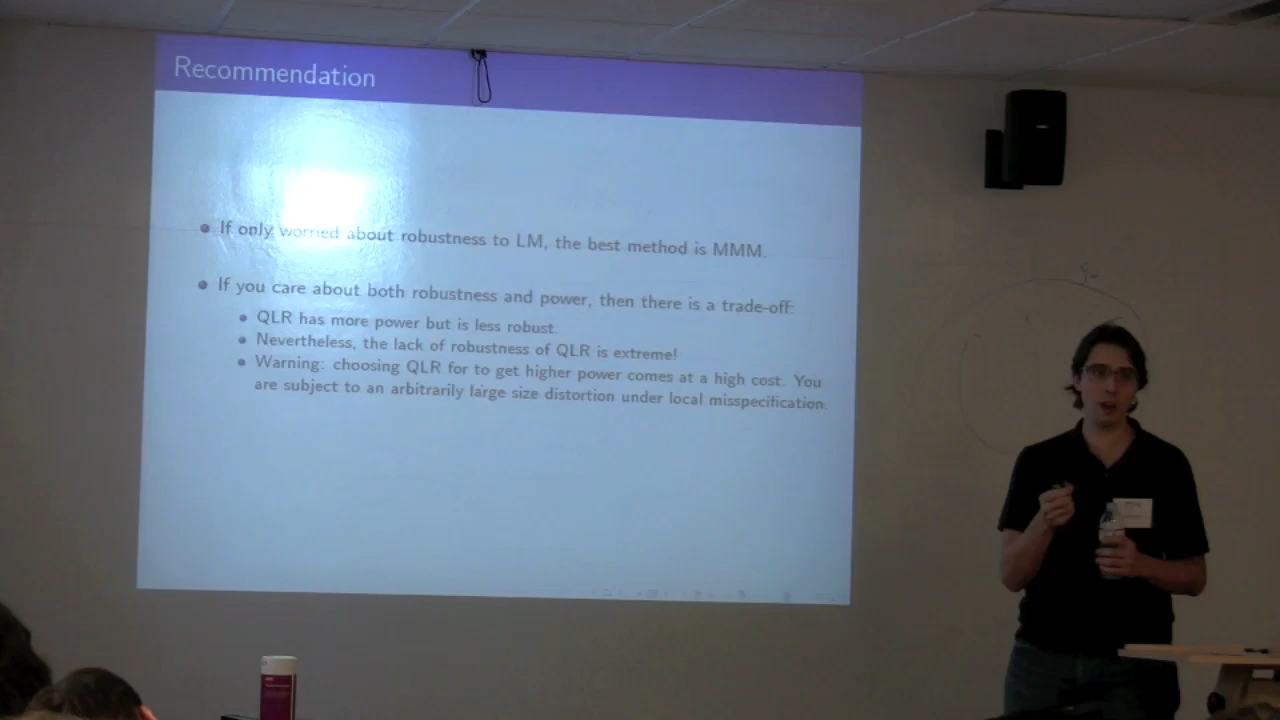 Recommendation
If only worried about robustness to LM, the best method is MMM.
If you care about both robustness and power, then there is a trade-off:
QLR has more power but is less robust.
Nevertheless, the lack of robustness of QLR is extreme!
Warning: choosing QLR for to get higher power comes at a high cost. You
are subject to an arbitrarily large size distortion under local misspecification.